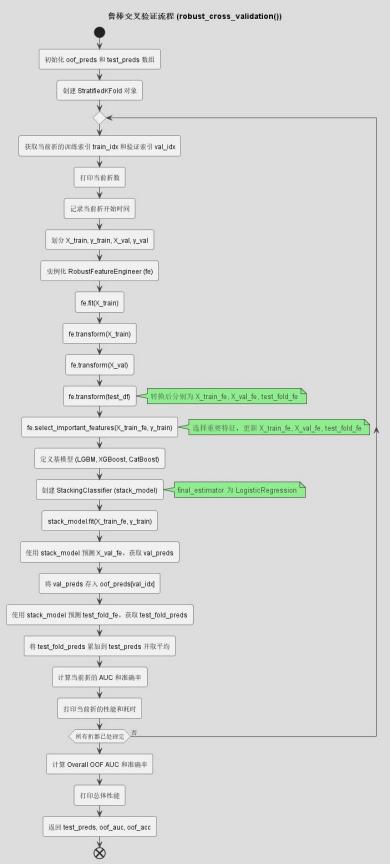 鲁棒交叉验证流程 (robust_cross_validation())
初始化 oof_preds 和 test_preds 数组
创建 StratifiedKFold 对象
获取当前折的训练索引 train_idx 和验证索引 val_idx
打印当前折数
记录当前折开始时间
划分 X_train, y_train, X_val, y_val
实例化 RobustFeatureEngineer (fe)
fe.fit(X_train)
fe.transform(X_train)
fe.transform(X_val)
fe.transform(test_df)
转换后分别为 X_train_fe, X_val_fe, test_fold_fe
fe.select_important_features(X_train_fe, y_train)
选择重要特征，更新 X_train_fe, X_val_fe, test_fold_fe
定义基模型 (LGBM, XGBoost, CatBoost)
创建 StackingClassifier (stack_model)
final_estimator 为 LogisticRegression
stack_model.fit(X_train_fe, y_train)
使用 stack_model 预测 X_val_fe，获取 val_preds
将 val_preds 存入 oof_preds[val_idx]
使用 stack_model 预测 test_fold_fe，获取 test_fold_preds
将 test_fold_preds 累加到 test_preds 并取平均
计算当前折的 AUC 和准确率
打印当前折的性能和耗时
所有折都已处理完
否
计算 Overall OOF AUC 和准确率
打印总体性能
返回 test_preds, oof_auc, oof_acc